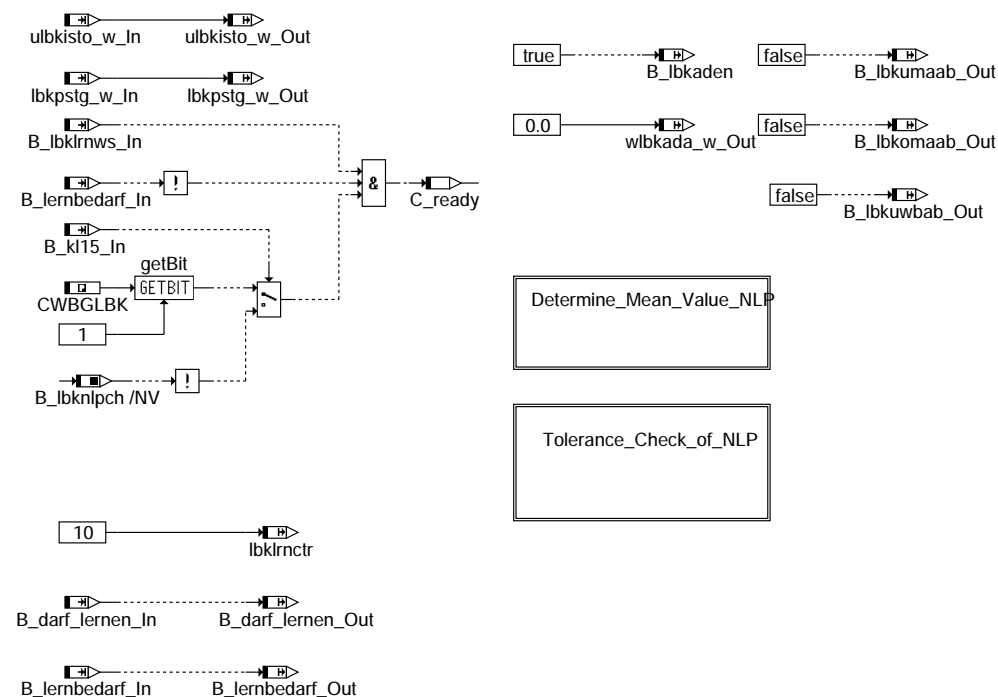 ulbkisto_w_In
ulbkisto_w_Out
lbkpstg_w_In
lbkpstg_w_Out
B_lbklrnws_In
B_lernbedarf_In
!
&
C_ready
B_kl15_In
getBit
GETBIT
CWBGLBK
1
B_lbknlpch /NV
!
10
lbklrnctr
B_darf_lernen_In
B_darf_lernen_Out
B_lernbedarf_In
B_lernbedarf_Out
true
B_lbkaden
false
B_lbkumaab_Out
0.0
wlbkada_w_Out
false
B_lbkomaab_Out
false
B_lbkuwbab_Out
Determine_Mean_Value_NLP
Tolerance_Check_of_NLP